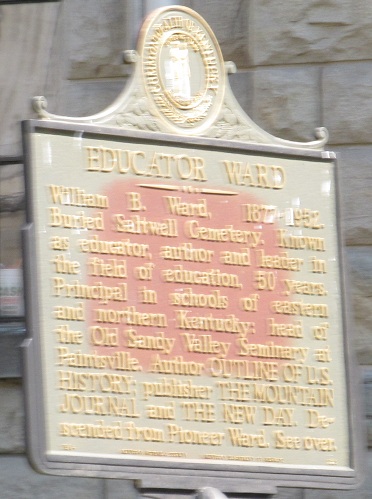 EDUCATOR WARD
William B. Ward,
Buried Saltwell Cemetery. Known
as educator, author and leader in
the field of education, 50 years.
Principal in schools of eastern
and northern Kentucky; head of
the Old Sandy Valley Seminary at
Paintsville. Author OUTLINE OF U.S.
HISTORY; publisher THE MOUNTAIN
JOURNAL and THE NEW DAY. De-
scended from Pioneer Ward. See over.